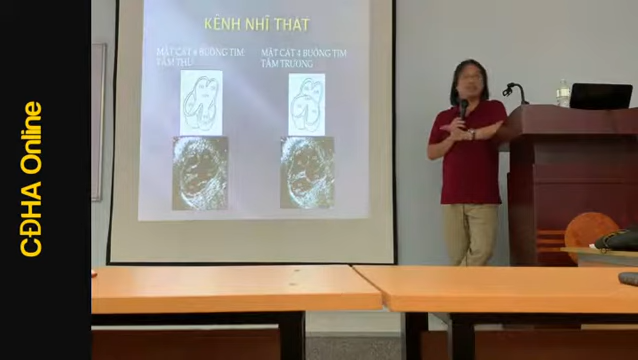 CĐHA Online
KÊNH NHĨ THẤT
MẶT CẮT 4 BUỒNG TIM
TÂM THU
MẶT CẮT 4 BUỒNG TIM
TÂM TRƯƠNG